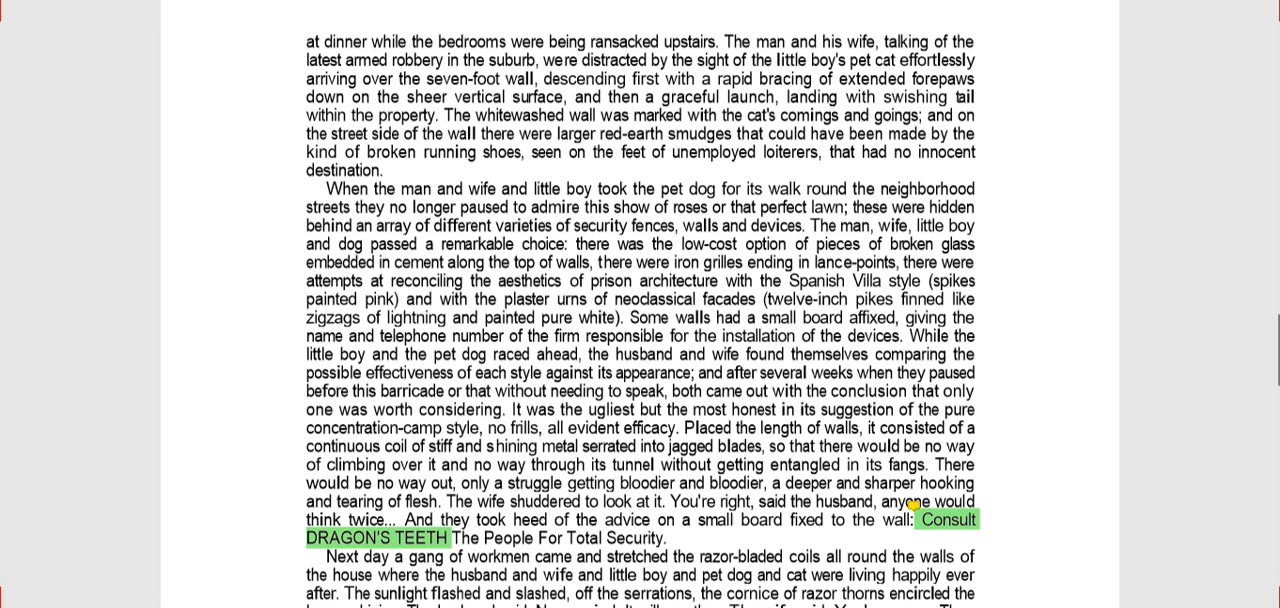 at dinner while the bedrooms were being ransacked upstairs. The man and his wife, talking of the
latest armed robbery in the suburb, were distracted by the sight of the little boy's pet cat effortlessly
arriving over the seven-foot wall, descending first with a rapid bracing of extended forepaws
down on the sheer vertical surface, and then a graceful launch, landing with swishing tail
within the property. The whitewashed wall was marked with the cat's comings and goings; and on
the street side of the wall there were larger red-earth smudges that could have been made by the
kind of broken running shoes, seen on the feet of unemployed loiterers, that had no innocent
destination.
When the man and wife and little boy took the pet dog for its walk round the neighborhood
streets they no longer paused to admire this show of roses or that perfect lawn; these were hidden
behind an array of different varieties of security fences, walls and devices. The man, wife, little boy
and dog passed a remarkable choice: there was the low-cost option of pieces of broken glass
embedded in cement along the top of walls, there were iron grilles ending in lance-points, there were
attempts at reconciling the aesthetics of prison architecture with the Spanish Villa style (spikes
painted pink) and with the plaster urns of neoclassical facades (twelve-inch pikes finned like
zigzags of lightning and painted pure white). Some walls had a small board affixed, giving the
name and telephone number of the firm responsible for the installation of the devices. While the
little boy and the pet dog raced ahead, the husband and wife found themselves comparing the
possible effectiveness of each style against its appearance; and after several weeks when they paused
before this barricade or that without needing to speak, both came out with the conclusion that only
one was worth considering. It was the ugliest but the most honest in its suggestion of the pure
concentration-camp style, no frills, all evident efficacy. Placed the length of walls, it consisted of a
continuous coil of stiff and shining metal serrated into jagged blades, so that there would be no way
of climbing over it and no way through its tunnel without getting entangled in its fangs. There
would be no way out, only a struggle getting bloodier and bloodier, a deeper and sharper hooking
and tearing of flesh. The wife shuddered to look at it. You're right, said the husband, anyone would
think twice... And they took heed of the advice on a small board fixed to the wall: Consult
DRAGON'S TEETH The People For Total Security.
Next day a gang of workmen came and stretched the razor-bladed coils all round the walls of
the house where the husband and wife and little boy and pet dog and cat were living happily ever
after. The sunlight flashed and slashed, off the serrations, the cornice of razor thorns encircled the